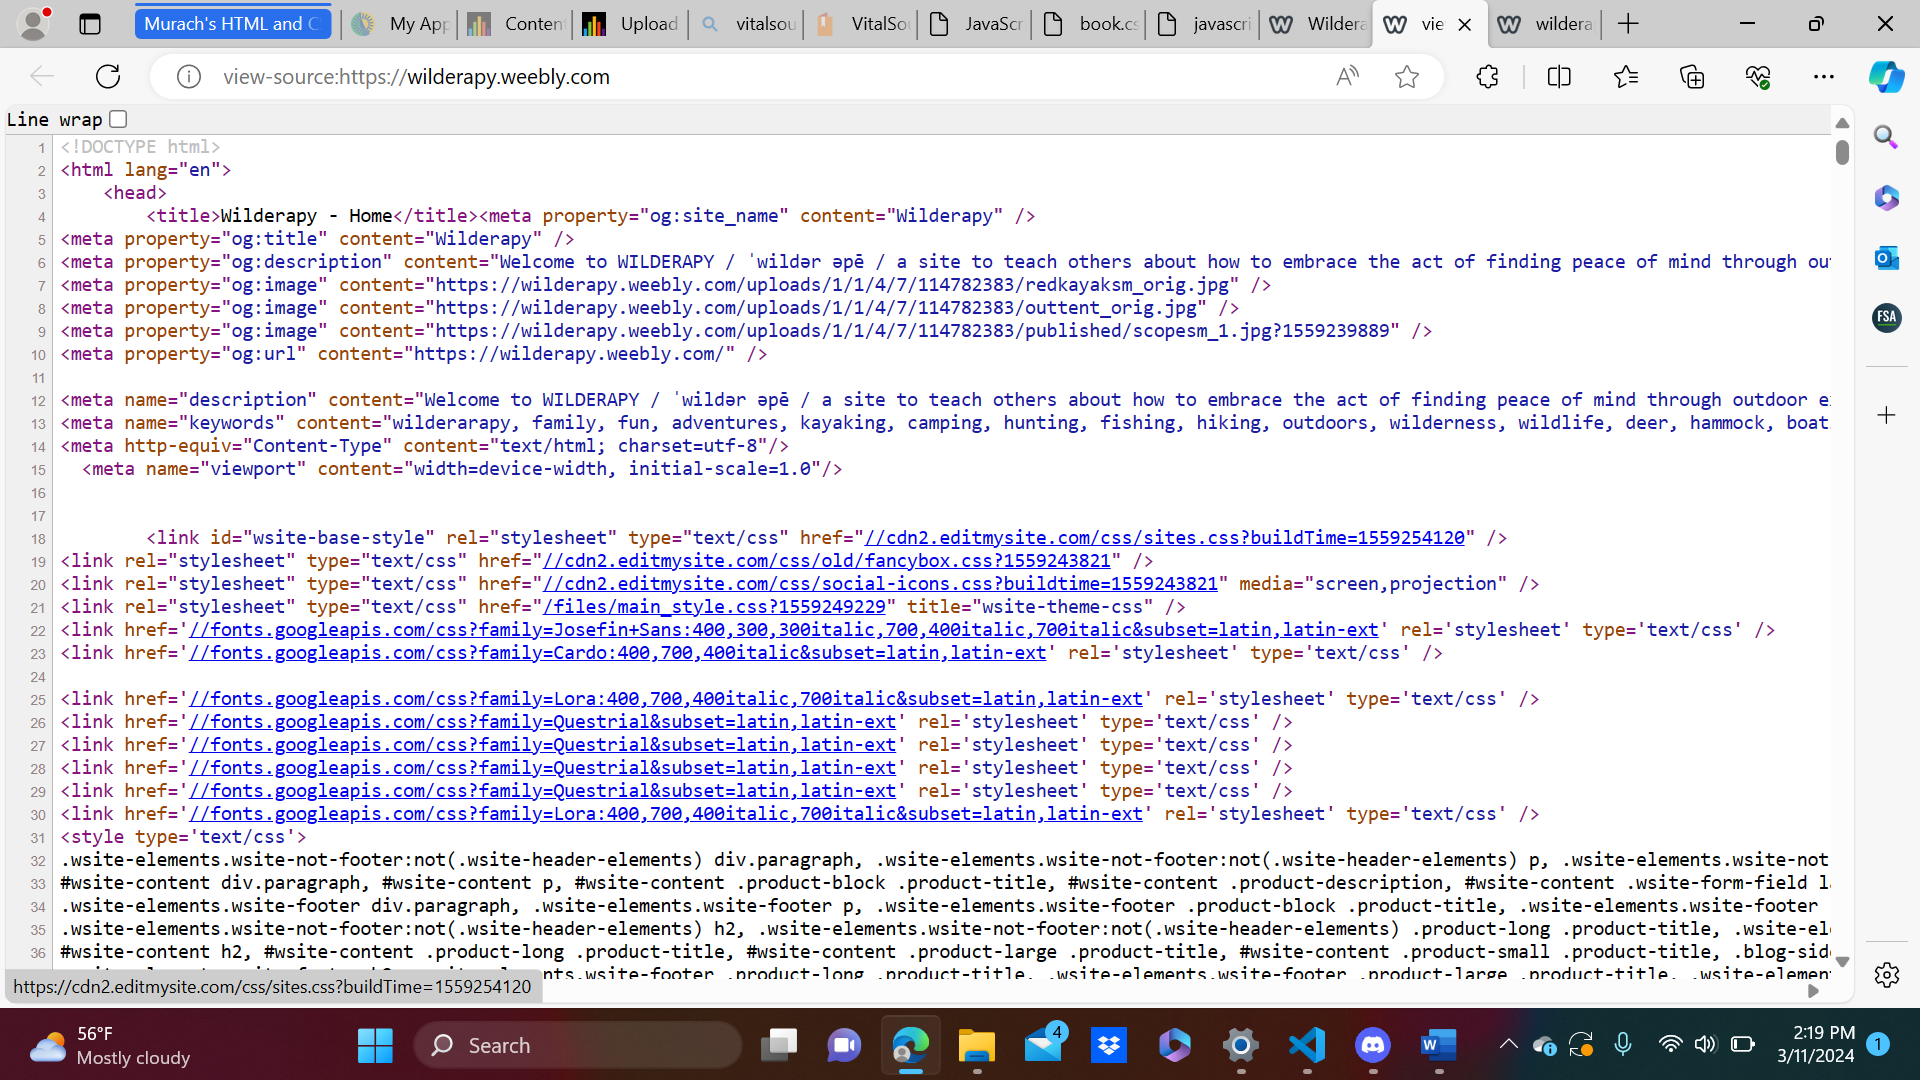 Murach's HTML and C
My App
Conten
Upload
vitalsou
VitalSo
JavaScr
book.cs
javascri
Wildera
vie
wildera
view-source:https://wilderapy.weebly.com
Line wrap
1 <!DOCTYPE html>
2 <html lang="en">
3 <head>
4 <title>Wilderapy - Home</title><meta property="og:site_name" content="Wilderapy" />
5 <meta property="og:title" content="Wilderapy" />
6 <meta property="og:description" content="Welcome to WILDERAPY / ˈwildər əpē / a site to teach others about how to embrace the act of finding peace of mind through ou
7 <meta property="og:image" content="https://wilderapy.weebly.com/uploads/1/1/4/7/114782383/redkayaksm_orig.jpg" />
8 <meta property="og:image" content="https://wilderapy.weebly.com/uploads/1/1/4/7/114782383/outtent_orig.jpg" />
9 <meta property="og:image" content="https://wilderapy.weebly.com/uploads/1/1/4/7/114782383/published/scopesm_1.jpg?1559239889" />
10 <meta property="og:url" content="https://wilderapy.weebly.com/" />
11
12 <meta name="description" content="Welcome to WILDERAPY / ˈwildər əpē / a site to teach others about how to embrace the act of finding peace of mind through outdoor e
13 <meta name="keywords" content="wilderarapy, family, fun, adventures, kayaking, camping, hunting, fishing, hiking, outdoors, wilderness, wildlife, deer, hammock, boat
14 <meta http-equiv="Content-Type" content="text/html; charset=utf-8"/>
15 <meta name="viewport" content="width=device-width, initial-scale=1.0"/>
16
17
18 <link id="wsite-base-style" rel="stylesheet" type="text/css" href="//cdn2.editmysite.com/css/sites.css?buildTime=1559254120" />
19 <link rel="stylesheet" type="text/css" href="//cdn2.editmysite.com/css/old/fancybox.css?1559243821" />
20 <link rel="stylesheet" type="text/css" href="//cdn2.editmysite.com/css/social-icons.css?buildtime=1559243821" media="screen,projection" />
21 <link rel="stylesheet" type="text/css" href="/files/main_style.css?1559249229" title="wsite-theme-css" />
22 <link href='//fonts.googleapis.com/css?family=Josefin+Sans:400,300,300italic,700,400italic,700italic&subset=latin,latin-ext' rel='stylesheet' type='text/css' />
23 <link href='//fonts.googleapis.com/css?family=Cardo:400,700,400italic&subset=latin,latin-ext' rel='stylesheet' type='text/css' />
24
25 <link href='//fonts.googleapis.com/css?family=Lora:400,700,400italic,700italic&subset=latin,latin-ext' rel='stylesheet' type='text/css' />
26 <link href='//fonts.googleapis.com/css?family=Questrial&subset=latin,latin-ext' rel='stylesheet' type='text/css' />
27 <link href='//fonts.googleapis.com/css?family=Questrial&subset=latin,latin-ext' rel='stylesheet' type='text/css' />
28 <link href='//fonts.googleapis.com/css?family=Questrial&subset=latin,latin-ext' rel='stylesheet' type='text/css' />
29 <link href='//fonts.googleapis.com/css?family=Questrial&subset=latin,latin-ext' rel='stylesheet' type='text/css' />
30 <link href='//fonts.googleapis.com/css?family=Lora:400,700,400italic,700italic&subset=latin,latin-ext' rel='stylesheet' type='text/css' />
31 <style type='text/css'>
32 .wsite-elements.wsite-not-footer:not(.wsite-header-elements) div.paragraph, .wsite-elements.wsite-not-footer:not(.wsite-header-elements) p, .wsite-elements.wsite-not
33 #wsite-content div.paragraph, #wsite-content p, #wsite-content .product-block .product-title, #wsite-content .product-description, #wsite-content .wsite-form-field la
34 .wsite-elements.wsite-footer div.paragraph, .wsite-elements.wsite-footer p, .wsite-elements.wsite-footer .product-block .product-title, .wsite-elements.wsite-footer
35 .wsite-elements.wsite-not-footer:not(.wsite-header-elements) h2, .wsite-elements.wsite-not-footer:not(.wsite-header-elements) .product-long .product-title, .wsite-el
36 #wsite-content h2, #wsite-content .product-long .product-title, #wsite-content .product-large .product-title, #wsite-content .product-small .product-title, .blog-sid
.wsite-footer .product-long .product-title, .wsite-elements.wsite-footer .product-large .product-title, .wsite-element
https://cdn2.editmysite.com/css/sites.css?buildTime=1559254120
FSA
56°F
Mostly cloudy
Search
4
2:19 PM
3/11/2024
1